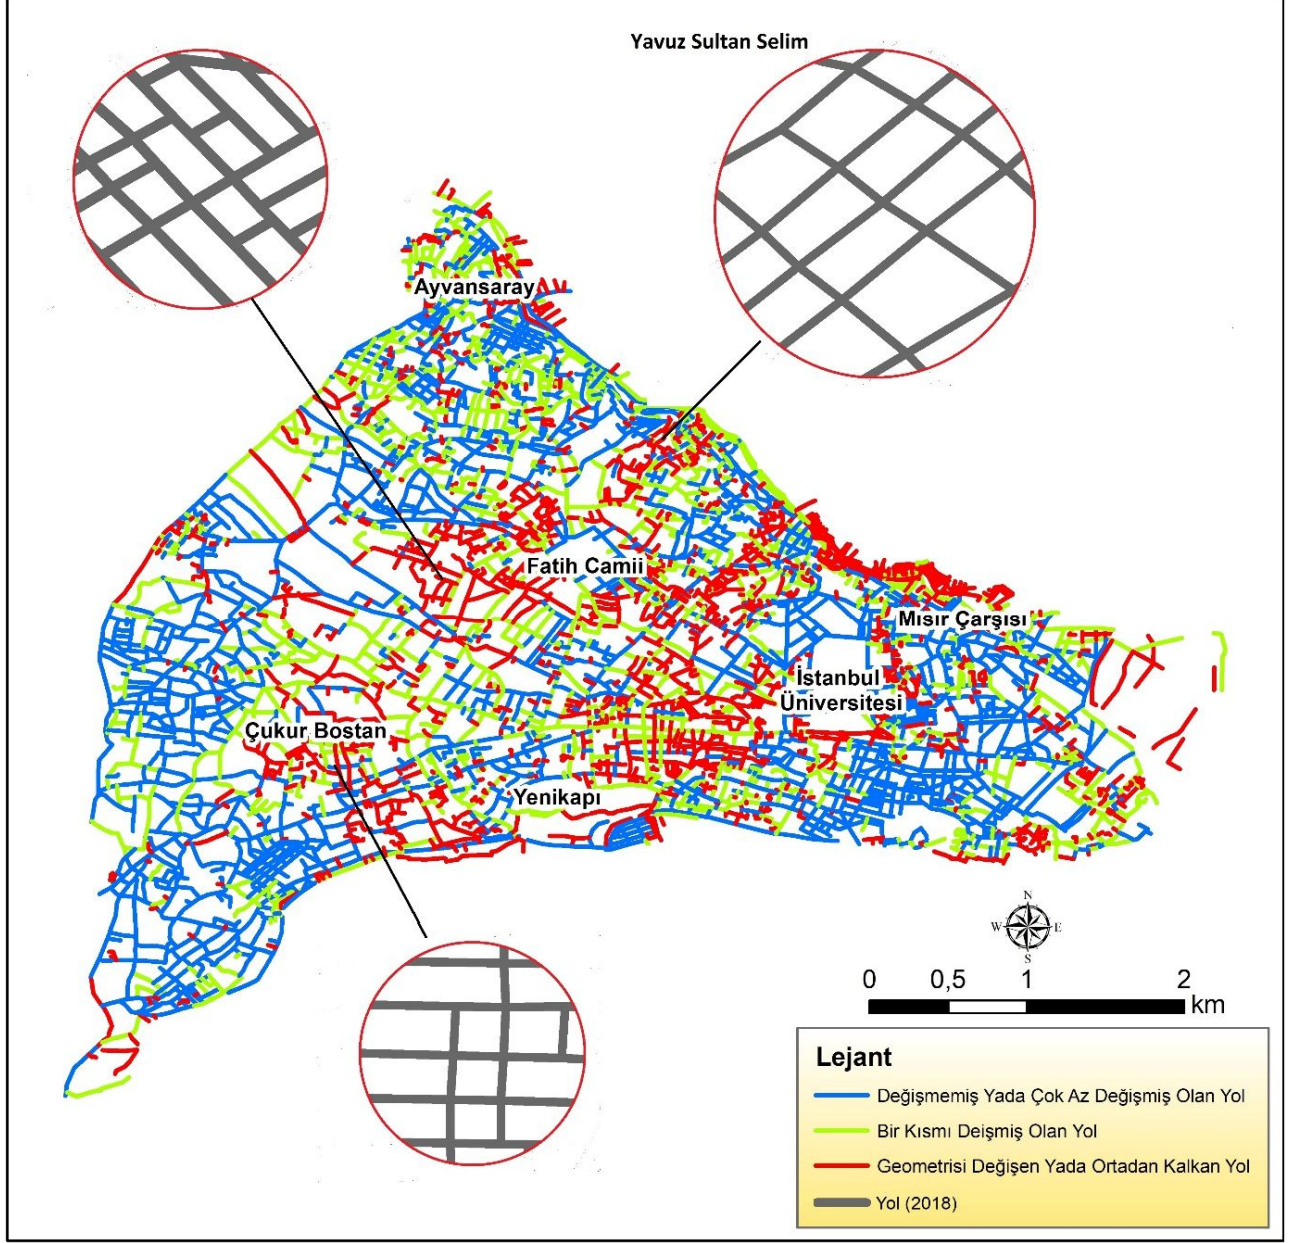 Yavuz Sultan Selim
Ayvansaray
Fatih Camii
Mısır Çarşısı
İstanbul
Üniversitesi
Çukur Bostan
Yenikapı
N
W E
S
0 0,5 1 2
km
Lejant
Değişmemiş Yada Çok Az Değişmiş Olan Yol
Bir Kısmı Deişmiş Olan Yol
Geometrisi Değişen Yada Ortadan Kalkan Yol
Yol (2018)